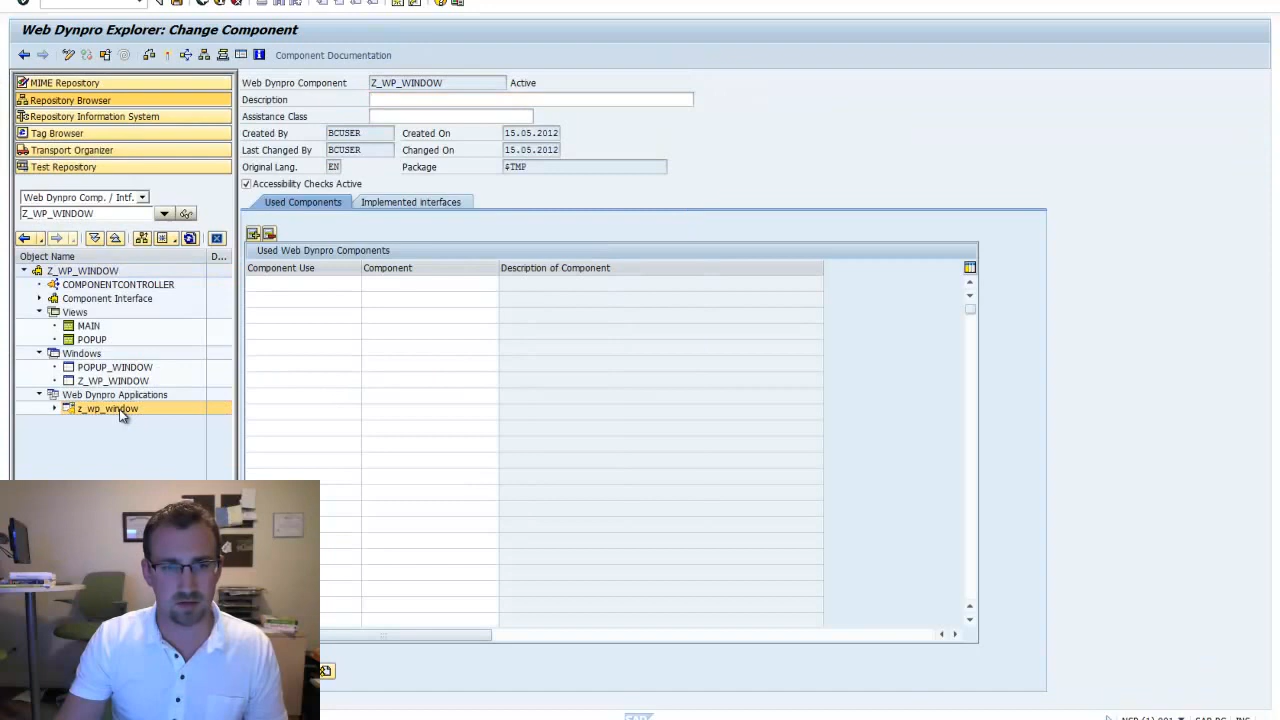 Web Dynpro Explorer: Change Component
Component Documentation
MIME Repository
Repository Browser
Repository Information System
Tag Browser
Transport Organizer
Test Repository
Web Dynpro Comp. / Intf.
Z_WP_WINDOW
Object Name D...
Z_WP_WINDOW
COMPONENTCONTROLLER
Component Interface
Views
MAIN
POPUP
Windows
POPUP_WINDOW
Z_WP_WINDOW
Web Dynpro Applications
z_wp_window
Web Dynpro Component Z_WP_WINDOW Active
Description
Assistance Class
Created By BCUSER Created On 15.05.2012
Last Changed By BCUSER Changed On 15.05.2012
Original Lang. EN Package $TMP
Accessibility Checks Active
Used Components Implemented interfaces
Used Web Dynpro Components
Component Use Component Description of Component
SAP